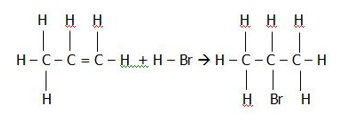 H H H H H H
H – C – C = C – H + H – Br → H – C – C – C – H
H H Br H